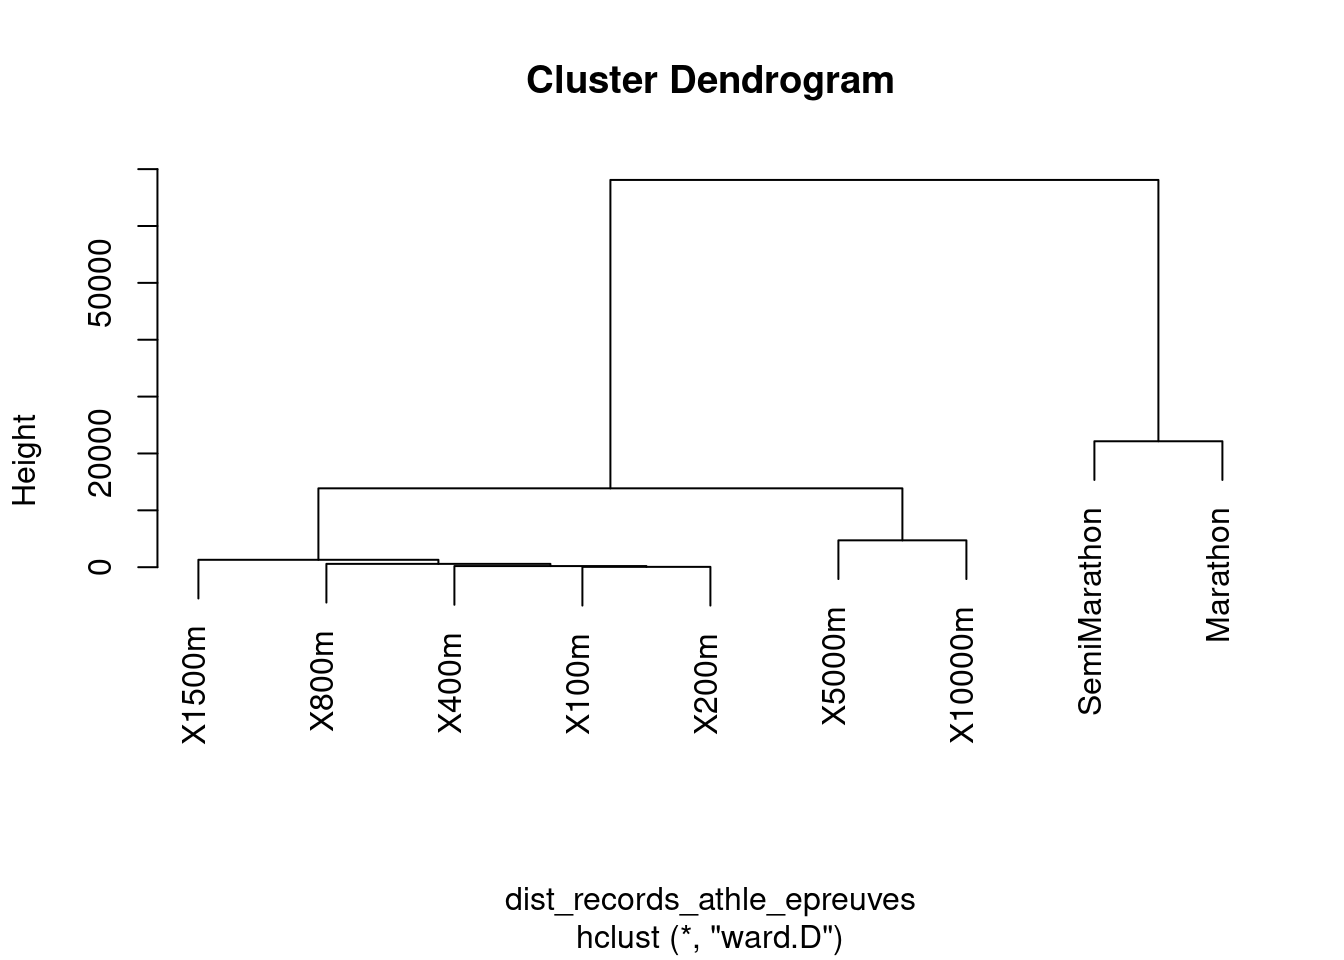 Cluster Dendrogram
Height
0
20000
50000
X1500m
X800m
X400m
X100m
X200m
X5000m
X10000m
SemiMarathon
Marathon
dist_records_athle_epreuves
hclust (*, "ward.D")